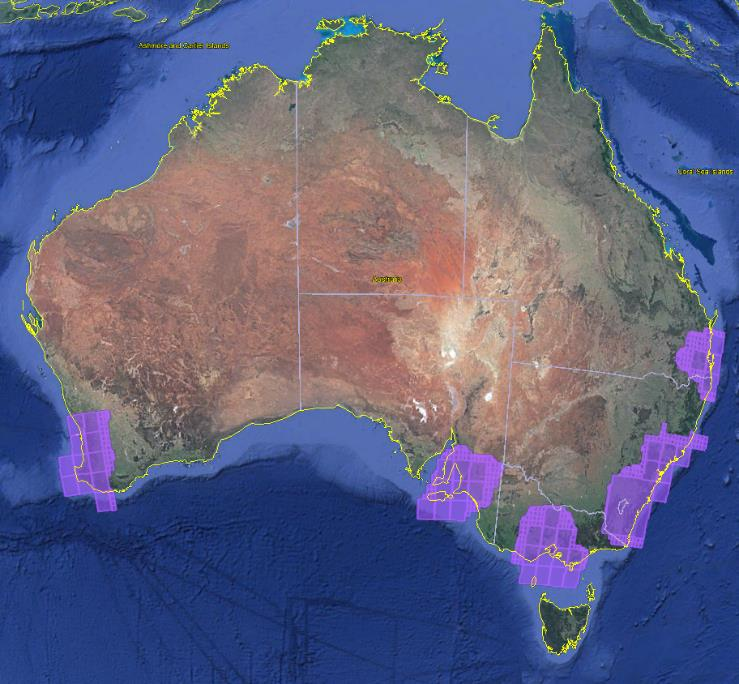 Ashmore and Cartier Islands
Coral Sea Islands
Australia